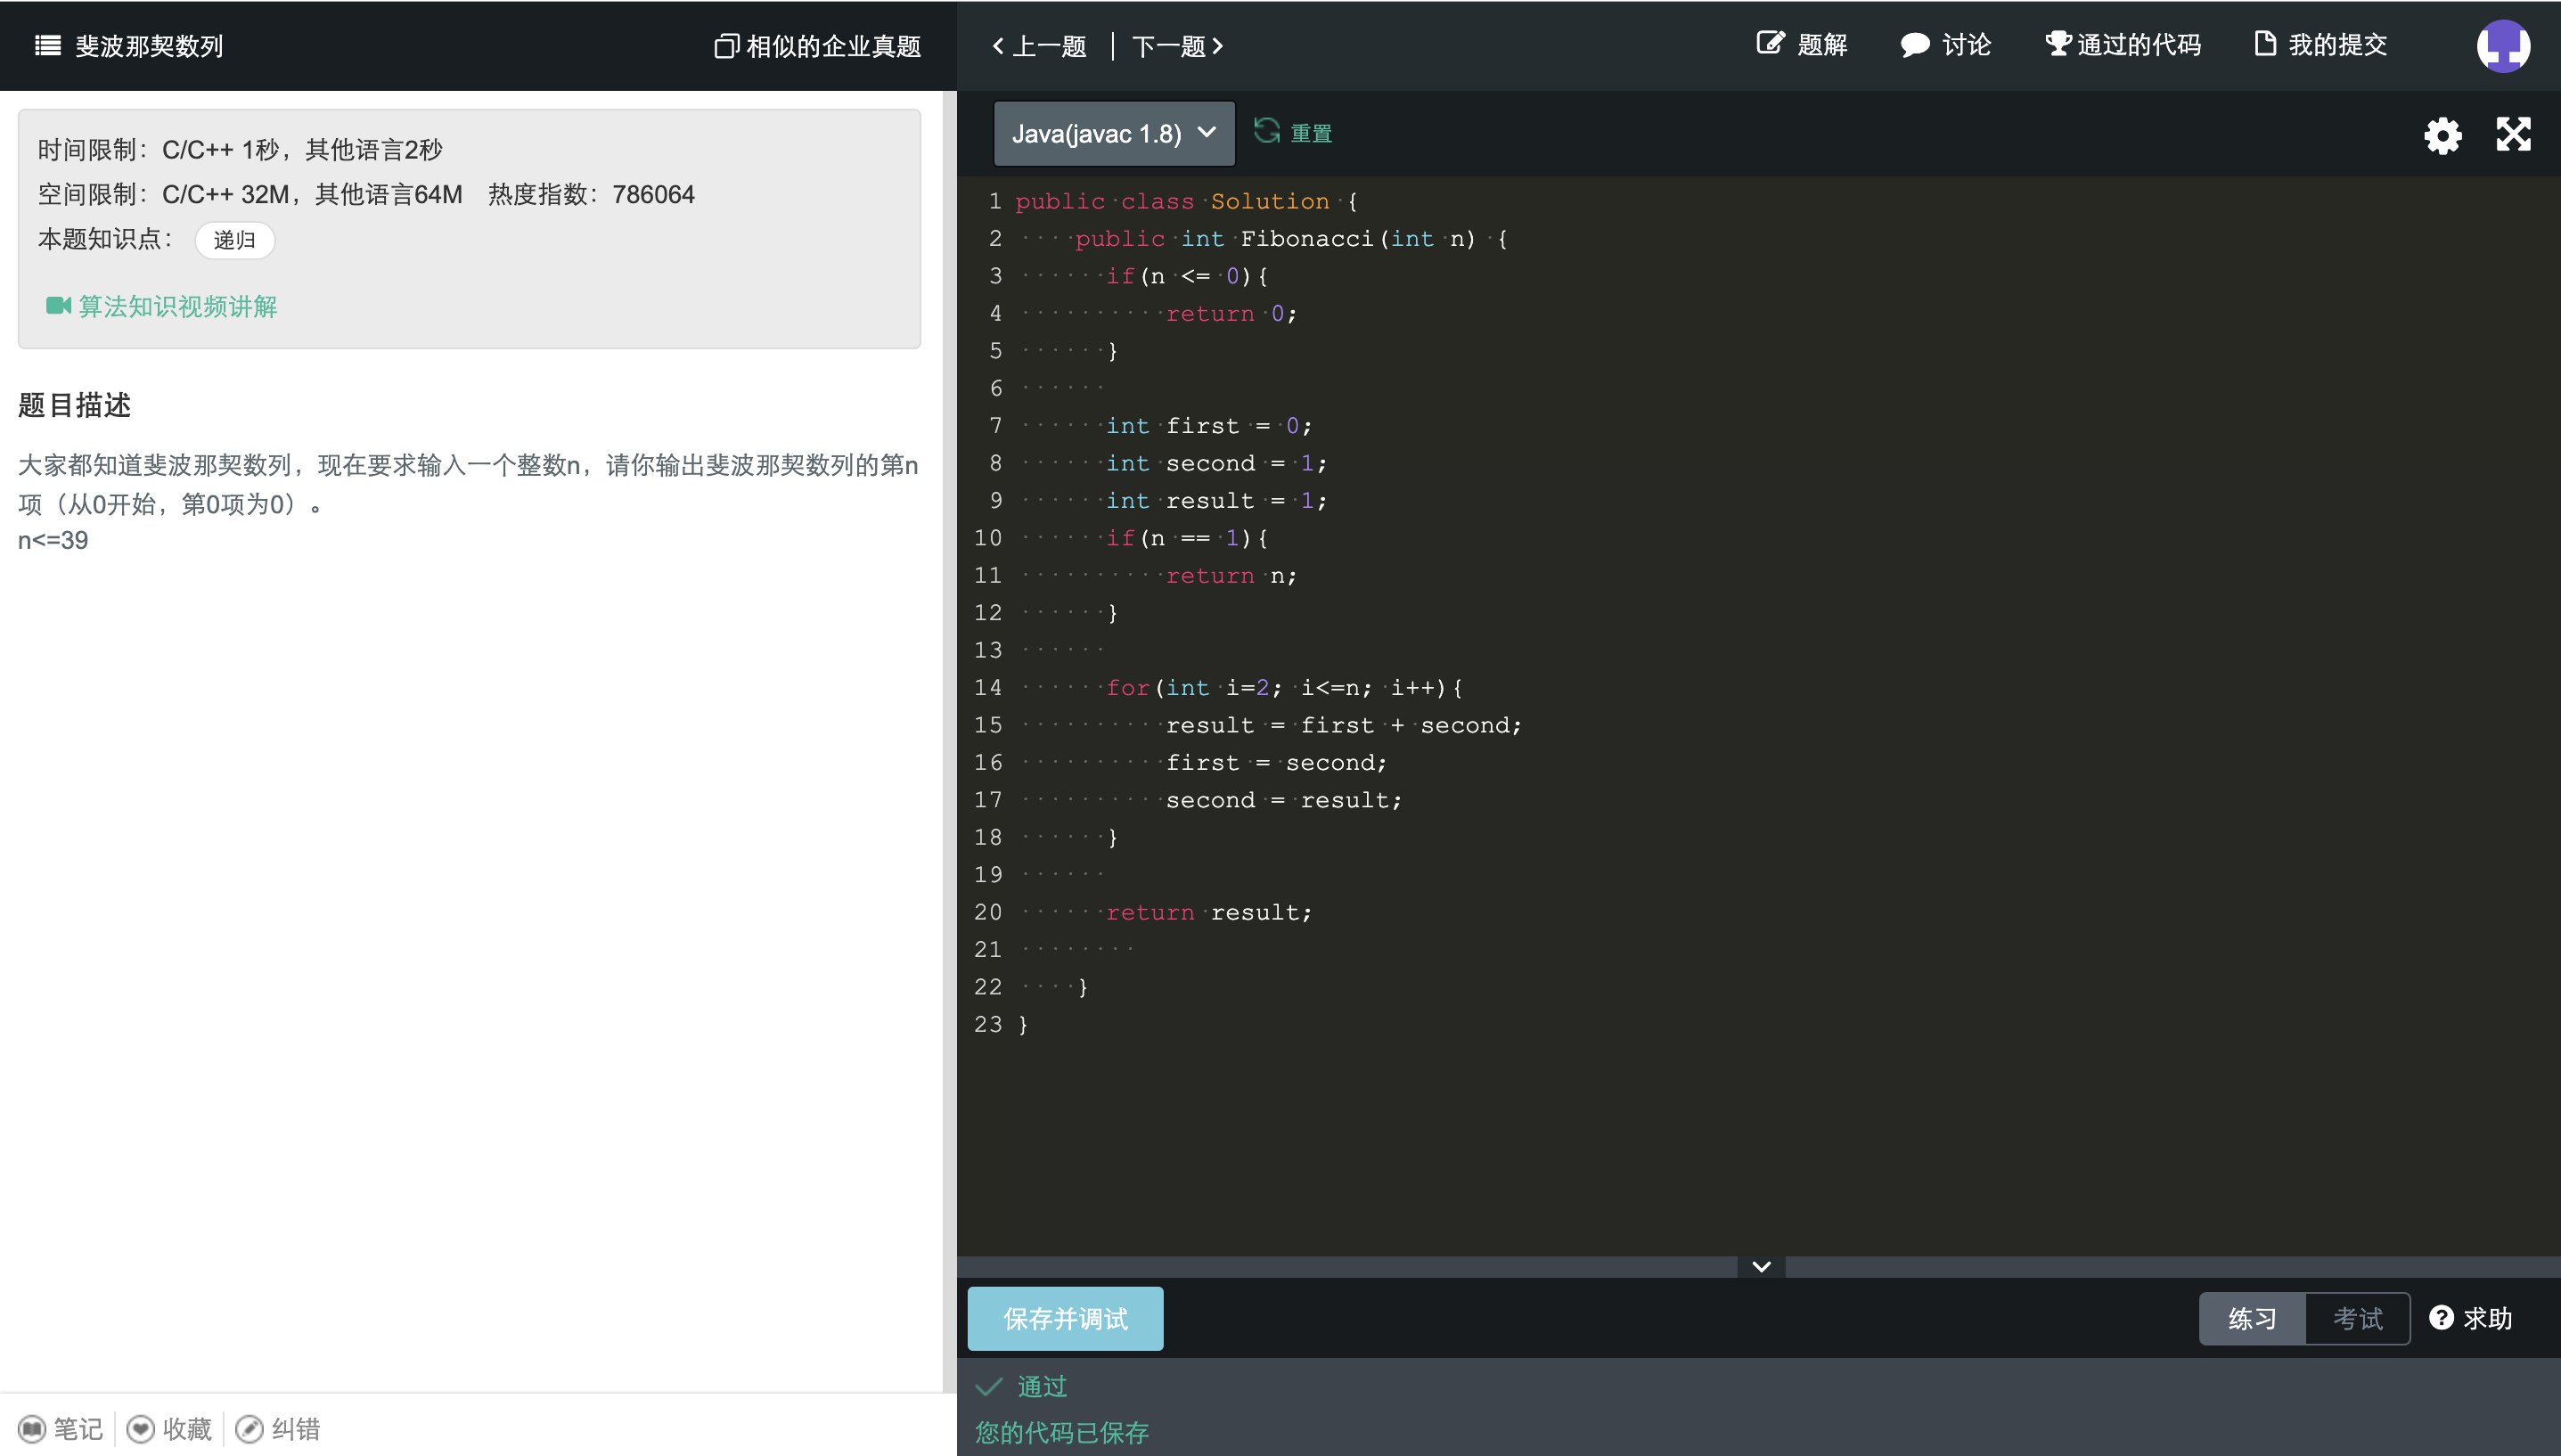 斐波那契数列
相似的企业真题
上一题
下一题
题解
讨论
通过的代码
我的提交
时间限制：C/C++ 1秒，其他语言2秒
空间限制：C/C++ 32M，其他语言64M 热度指数：786064
本题知识点： 递归
算法知识视频讲解
题目描述
大家都知道斐波那契数列，现在要求输入一个整数n，请你输出斐波那契数列的第n
项（从0开始，第0项为0）。
n<=39
笔记
收藏
纠错
Java(javac 1.8)
重置
1 public class Solution {
2     public int Fibonacci(int n) {
3       if(n <= 0){
4           return 0;
5       }
6
7       int first = 0;
8       int second = 1;
9       int result = 1;
10       if(n == 1){
11           return n;
12       }
13
14       for(int i=2; i<=n; i++){
15           result = first + second;
16           first = second;
17           second = result;
18       }
19
20       return result;
21
22     }
23 }
保存并调试
练习
考试
求助
通过
您的代码已保存